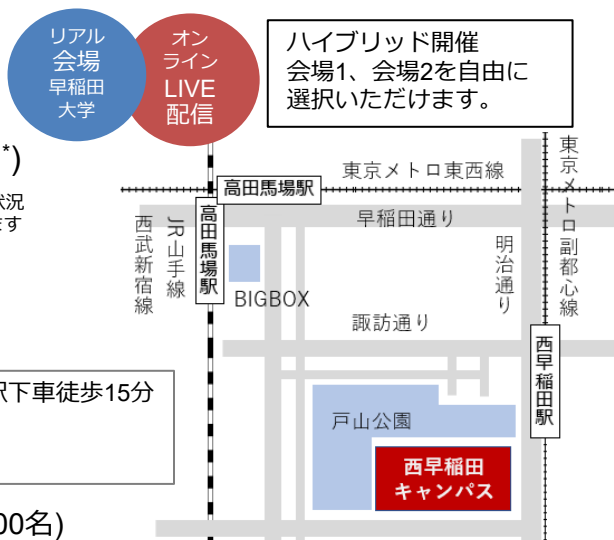 リアル
会場
早稲田
大学
オン
ライン
LIVE
配信
ハイブリッド開催
会場1、会場2を自由に
選択いただけます。
*)
状況
ます
東京メトロ東西線
高田馬場駅
早稲田通り
東京メトロ副都心線
西武新宿線
JR山手線
高田馬場駅
BIGBOX
明治通り
諏訪通り
西早稲田駅
駅下車徒歩15分
戸山公園
西早稲田
キャンパス
00名)